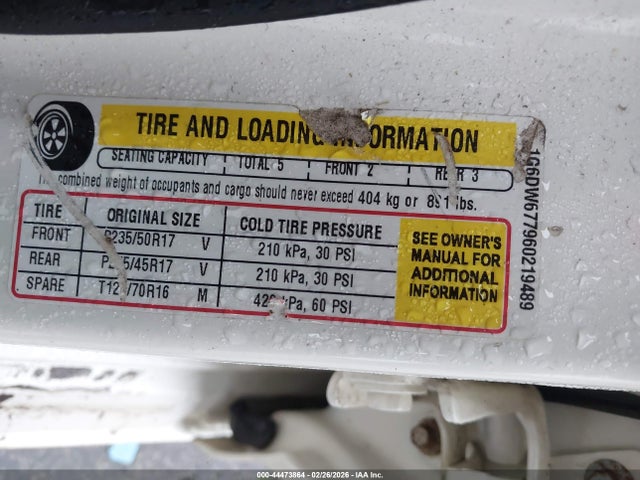 TIRE AND LOADING INFORMATION
SEATING CAPACITY TOTAL 5 FRONT 2 REAR 3
The combined weight of occupants and cargo should never exceed 404 kg or lbs.
TIRE ORIGINAL SIZE COLD TIRE PRESSURE
FRONT P235/50R17 V 210 kPa, 30 PSI
REAR V 210 kPa, 30 PSI
SPARE M kPa, 60 PSI
SEE OWNER'S
MANUAL FOR
ADDITIONAL
INFORMATION
1G6DW677960219489
000-44473864 - 02/26/2026 - IAA Inc.